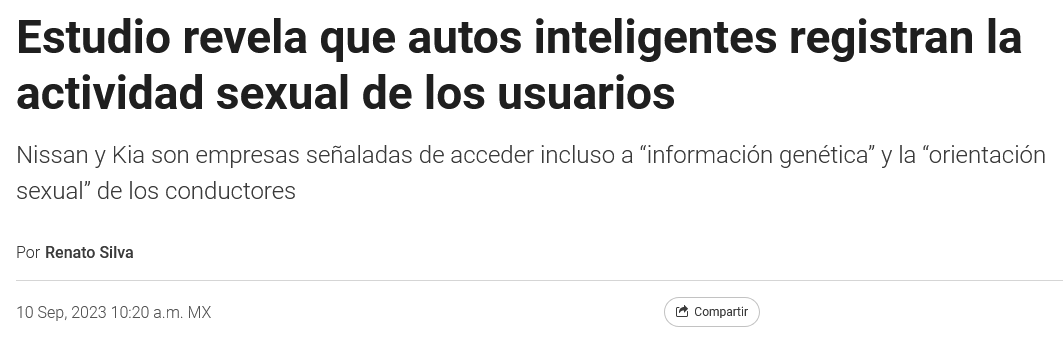 Estudio revela que autos inteligentes registran la
actividad sexual de los usuarios
Nissan y Kia son empresas señaladas de acceder incluso a “información genética” y la “orientación
sexual” de los conductores
Por Renato Silva
10 Sep, 2023 10:20 a.m. MX
Compartir